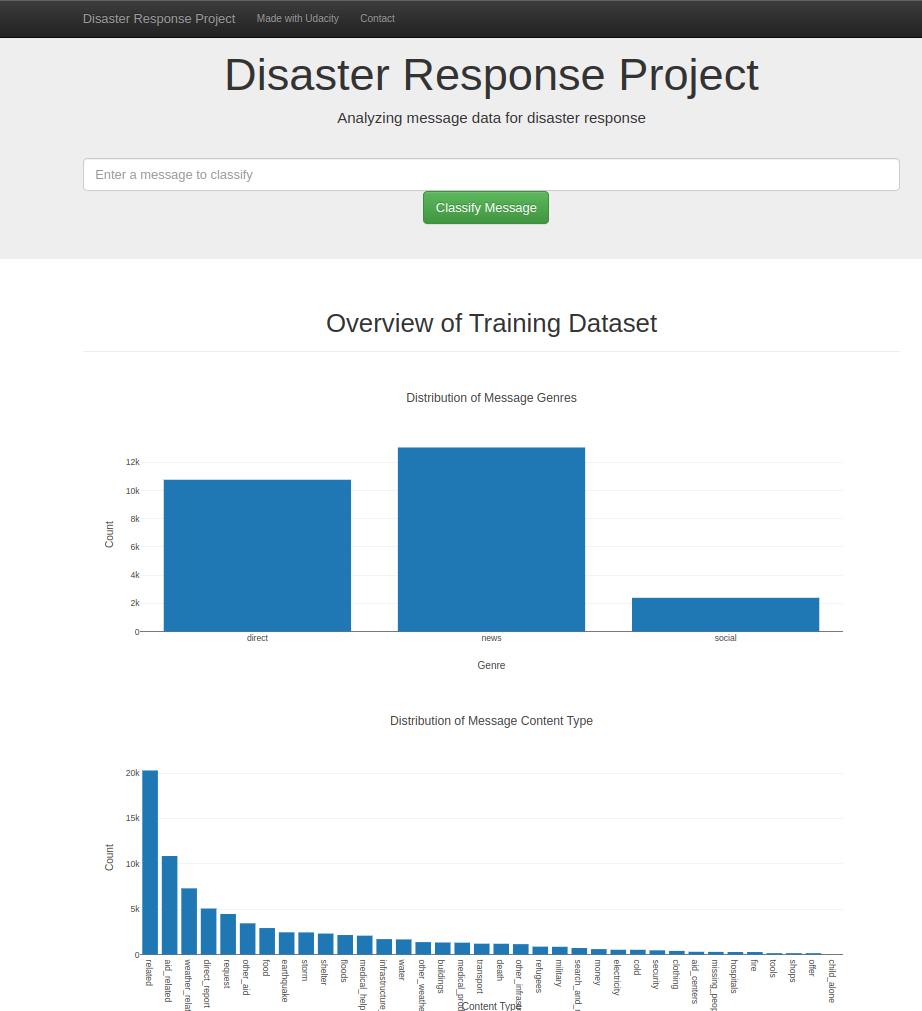 Disaster Response Project Made with Udacity Contact
Disaster Response Project
Analyzing message data for disaster response
Enter a message to classify
Classify Message
Overview of Training Dataset
Distribution of Message Genres
12k
10k
8k
6k
4k
2k
0
Count
direct news social
Genre
Distribution of Message Content Type
20k
15k
10k
5k
0
Count
related
aid_related
weather_relat
direct_report
request
other_aid
food
earthquake
storm
shelter
floods
medical_help
infrastructure_
water
other_weathe
buildings
medical_prod
transport
death
other_infrastr
refugees
military
search_and_r
money
electricity
cold
security
clothing
aid_centers
missing_peop
hospitals
fire
tools
shops
offer
child_alone
Content Type